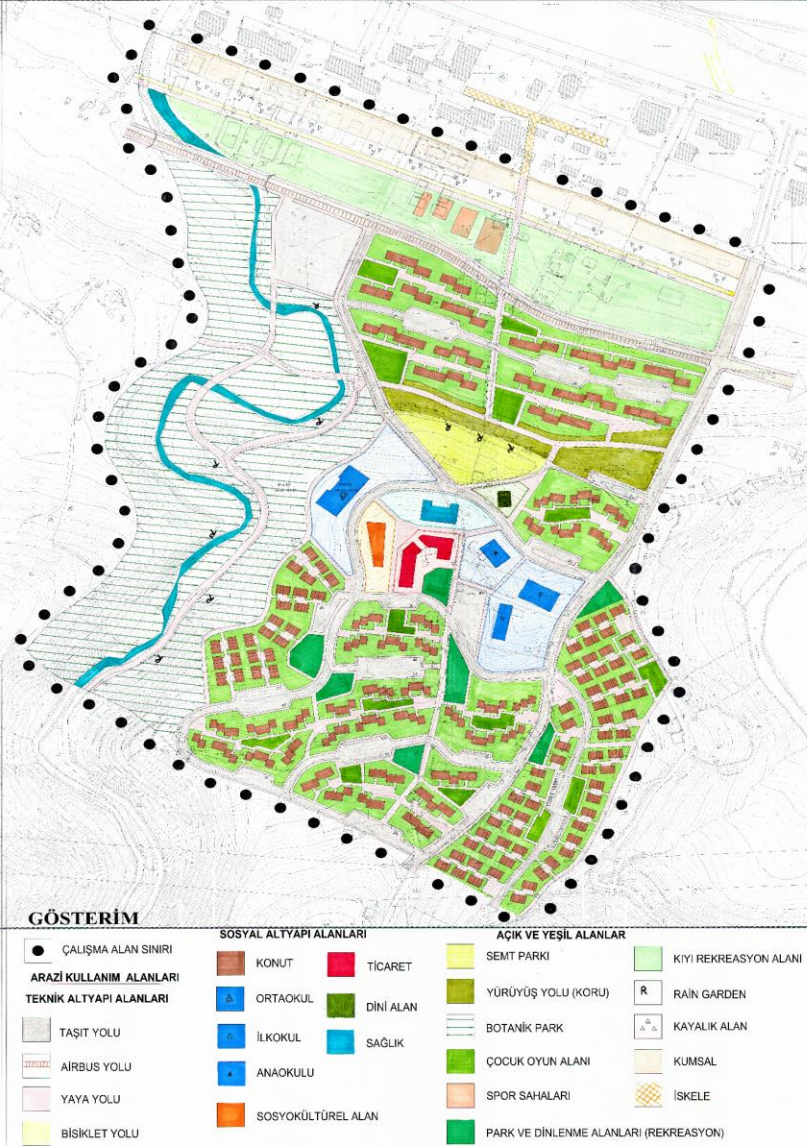 GÖSTERİM
ÇALIŞMA ALAN SINIRI
ARAZİ KULLANIM ALANLARI
TEKNİK ALTYAPI ALANLARI
TAŞIT YOLU
AİRBUS YOLU
YAYA YOLU
BİSİKLET YOLU
SOSYAL ALTYAPI ALANLARI
KONUT
TİCARET
ORTAOKUL
DİNİ ALAN
İLKOKUL
SAĞLIK
ANAOKULU
SOSYOKÜLTÜREL ALAN
AÇIK VE YEŞİL ALANLAR
SEMT PARKI
KIYI REKREASYON ALANI
YÜRÜYÜŞ YOLU (KORU)
R RAİN GARDEN
BOTANİK PARK
KAYALIK ALAN
ÇOCUK OYUN ALANI
KUMSAL
SPOR SAHALARI
İSKELE
PARK VE DİNLENME ALANLARI (REKREASYON)